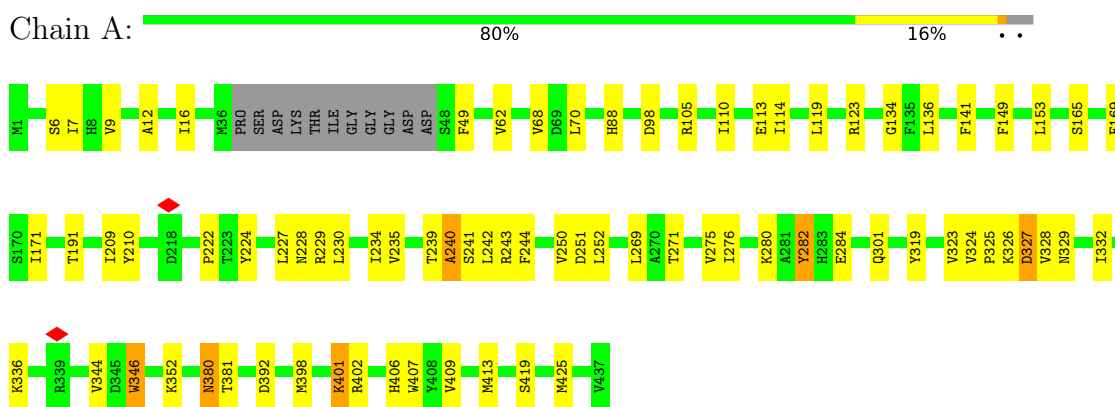 Chain A:
80% 16% • •
M1 S6 I7 H8 V9 A12 I16 M36 PRO SER ASP LYS THR ILE GLY GLY GLY ASP ASP S48 F49 V62 V68 D69 L70 H88 D98 R105 I110 E113 I114 L119 R123 G134 F135 L136 F141 F149 L153 S165 E169
S170 I171 T191 I209 Y210 D218 P222 T223 Y224 L227 N228 R229 L230 I234 V235 T239 A240 S241 L242 R243 F244 V250 D251 L252 L269 A270 T271 V275 I276 K280 A281 Y282 H283 E284 Q301 Y319 V323 V324 P325 K326 D327 V328 N329 I332
K336 R339 V344 D345 W346 K352 N380 T381 D392 M398 K401 R402 H406 W407 Y408 V409 M413 S419 M425 V437